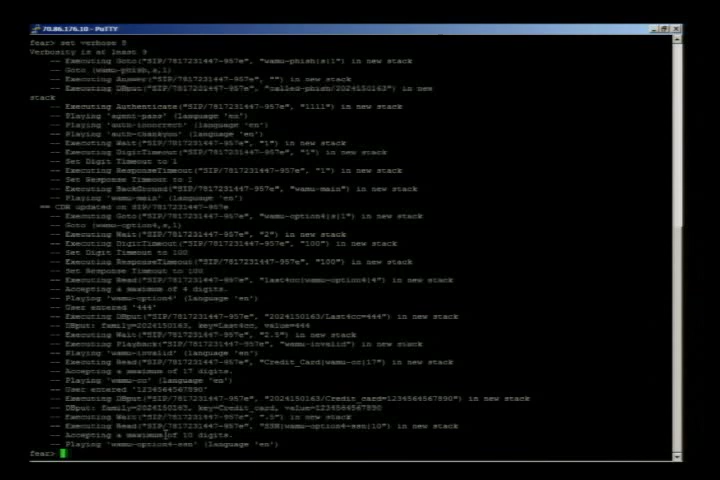 70.86.176.10 - PuTTY
fear> set verbose 8
Verbosity is at least 9
-- Executing Goto("SIP/7817231447-957e", "wamu-phish|s|1") in new stack
-- Goto (wamu-phish,s,1)
-- Executing Answer("SIP/7817231447-957e", "") in new stack
-- Executing DBput("SIP/7817231447-957e", "called-phish/2024150163") in new
stack
-- Executing Authenticate("SIP/7817231447-957e", "1111") in new stack
-- Playing 'agent-pass' (language 'en')
-- Playing 'auth-incorrect' (language 'en')
-- Playing 'auth-thankyou' (language 'en')
-- Executing Wait("SIP/7817231447-957e", "1") in new stack
-- Executing DigitTimeout("SIP/7817231447-957e", "1") in new stack
-- Set Digit Timeout to 1
-- Executing ResponseTimeout("SIP/7817231447-957e", "1") in new stack
-- Set Response Timeout to 1
-- Executing BackGround("SIP/7817231447-957e", "wamu-main") in new stack
-- Playing 'wamu-main' (language 'en')
== CDR updated on SIP/7817231447-957e
-- Executing Goto("SIP/7817231447-957e", "wamu-option4|s|1") in new stack
-- Goto (wamu-option4,s,1)
-- Executing Wait("SIP/7817231447-957e", "2") in new stack
-- Executing DigitTimeout("SIP/7817231447-957e", "100") in new stack
-- Set Digit Timeout to 100
-- Executing ResponseTimeout("SIP/7817231447-957e", "100") in new stack
-- Set Response Timeout to 100
-- Executing Read("SIP/7817231447-957e", "last4cc|wamu-option4|4") in new stack
-- Accepting a maximum of 4 digits.
-- Playing 'wamu-option4' (language 'en')
-- User entered '444'
-- Executing DBput("SIP/7817231447-957e", "2024150163/Last4cc=444") in new stack
-- DBput: family=2024150163, key=Last4cc, value=444
-- Executing Wait("SIP/7817231447-957e", "2.5") in new stack
-- Executing Playback("SIP/7817231447-957e", "wamu-invalid") in new stack
-- Playing 'wamu-invalid' (language 'en')
-- Executing Read("SIP/7817231447-957e", "Credit_Card|wamu-cc|17") in new stack
-- Accepting a maximum of 17 digits.
-- Playing 'wamu-cc' (language 'en')
-- User entered '1234564567890'
-- Executing DBput("SIP/7817231447-957e", "2024150163/Credit_card=1234564567890") in new stack
-- DBput: family=2024150163, key=Credit_card, value=1234564567890
-- Executing Wait("SIP/7817231447-957e", ".5") in new stack
-- Executing Read("SIP/7817231447-957e", "SSN|wamu-option4-ssn|10") in new stack
-- Accepting a maximum of 10 digits.
-- Playing 'wamu-option4-ssn' (language 'en')
fear>